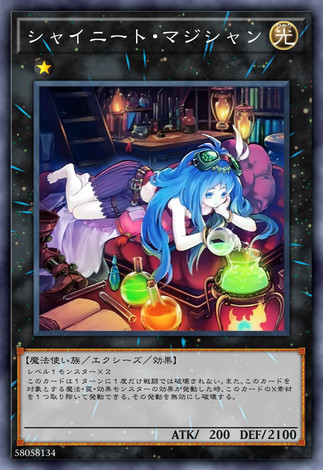 シャイニート・マジシャン
光
【魔法使い族／エクシーズ／効果】
レベル１モンスター×２
このカードは１ターンに１度だけ戦闘では破壊されない。また、このカードを
対象とする魔法・罠・効果モンスターの効果が発動した時、このカードのX素材
を１つ取り除いて発動できる。その発動を無効にし破壊する。
ATK/ 200 DEF/2100
58058134